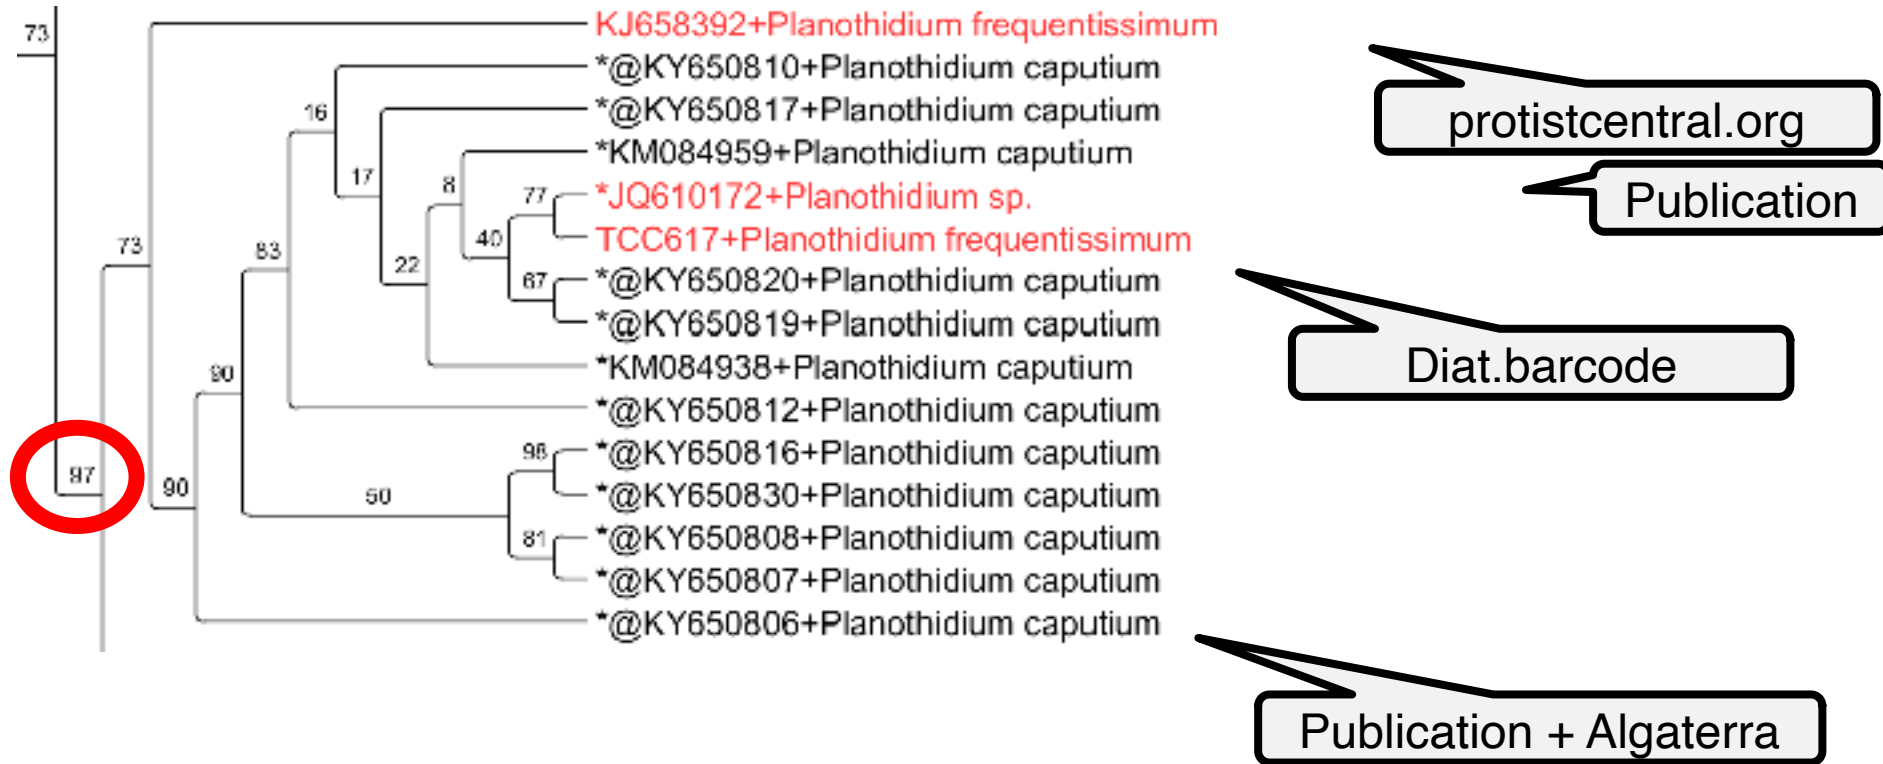 73
KJ658392+Planothidium frequentissimum
*@KY650810+Planothidium caputium
protistcentral.org
16
*@KY650817+Planothidium caputium
*KM084959+Planothidium caputium
17
8
77
*JQ610172+Planothidium sp.
Publication
73
83
22
40
TCC617+Planothidium frequentissimum
67
*@KY650820+Planothidium caputium
*@KY650819+Planothidium caputium
Diat.barcode
90
*KM084938+Planothidium caputium
*@KY650812+Planothidium caputium
98
*@KY650816+Planothidium caputium
97
90
50
*@KY650830+Planothidium caputium
81
*@KY650808+Planothidium caputium
*@KY650807+Planothidium caputium
*@KY650806+Planothidium caputium
Publication + Algaterra